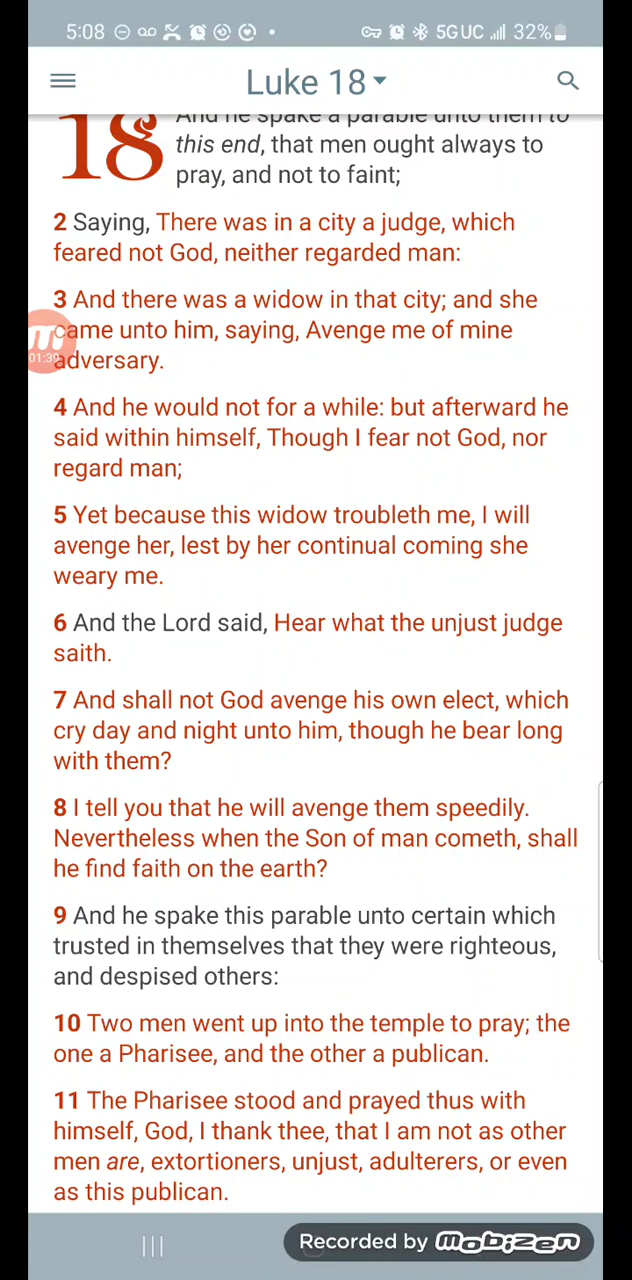 5:08 5G UC 32%
Luke 18
18 And he spake a parable unto them to
this end, that men ought always to
pray, and not to faint;
2 Saying, There was in a city a judge, which
feared not God, neither regarded man:
3 And there was a widow in that city; and she
came unto him, saying, Avenge me of mine
01:39
adversary.
4 And he would not for a while: but afterward he
said within himself, Though I fear not God, nor
regard man;
5 Yet because this widow troubleth me, I will
avenge her, lest by her continual coming she
weary me.
6 And the Lord said, Hear what the unjust judge
saith.
7 And shall not God avenge his own elect, which
cry day and night unto him, though he bear long
with them?
8 I tell you that he will avenge them speedily.
Nevertheless when the Son of man cometh, shall
he find faith on the earth?
9 And he spake this parable unto certain which
trusted in themselves that they were righteous,
and despised others:
10 Two men went up into the temple to pray; the
one a Pharisee, and the other a publican.
11 The Pharisee stood and prayed thus with
himself, God, I thank thee, that I am not as other
men are, extortioners, unjust, adulterers, or even
as this publican.
Recorded by mobizen